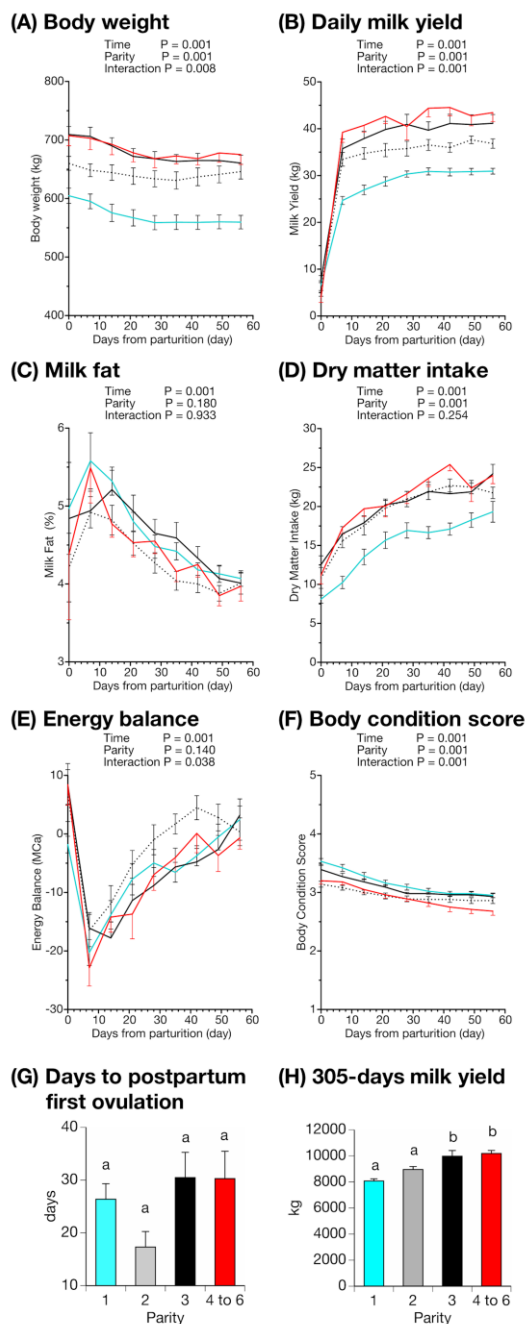 (A) Body weight
Time P = 0.001
Parity P = 0.001
Interaction P = 0.008
800
700
600
500
400
Body weight (kg)
0 10 20 30 40 50 60
Days from parturition (day)
(B) Daily milk yield
Time P = 0.001
Parity P = 0.001
Interaction P = 0.001
50
40
30
20
10
0
Milk Yield (kg)
0 10 20 30 40 50 60
Days from parturition (day)
(C) Milk fat
Time P = 0.001
Parity P = 0.180
Interaction P = 0.933
6
5
4
3
Milk Fat (%)
0 10 20 30 40 50 60
Days from parturition (day)
(D) Dry matter intake
Time P = 0.001
Parity P = 0.001
Interaction P = 0.254
30
25
20
15
10
5
0
Dry Matter Intake (kg)
0 10 20 30 40 50 60
Days from parturition (day)
(E) Energy balance
Time P = 0.001
Parity P = 0.140
Interaction P = 0.038
10
0
-10
-20
-30
Energy Balance (MCa)
0 10 20 30 40 50 60
Days from parturition (day)
(F) Body condition score
Time P = 0.001
Parity P = 0.001
Interaction P = 0.001
5
4
3
2
1
Body Condition Score
0 10 20 30 40 50 60
Days from parturition (day)
(G) Days to postpartum
first ovulation
40
30
20
10
days
a a a a
1 2 3 4 to 6
Parity
(H) 305-days milk yield
12000
10000
8000
6000
4000
2000
0
kg
a a b b
1 2 3 4 to 6
Parity